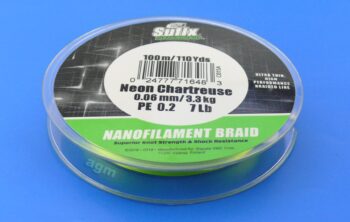 Sufix
100 m/110 Yds
0 24777 71648 3
Neon Chartreuse
0.06 mm/3.3 kg
PE 0.2 7 Lb
ULTRA THIN,
HIGH
PERFORMANCE
BRAIDED LINE
NANOFILAMENT BRAID
Superior Knot Strength & Shock Resistance
agm